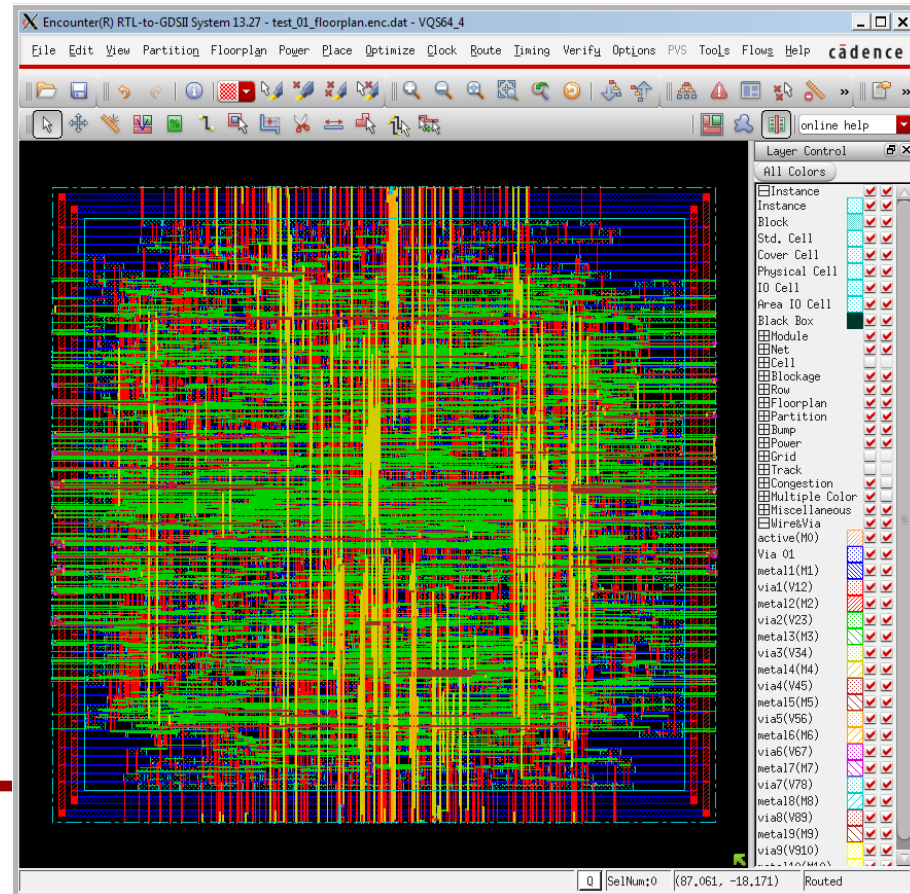 Encounter(R) RTL-to-GDSII System 13.27 - test_01_floorplan.enc.dat - VQS64_4
File Edit View Partition Floorplan Power Place Optimize Clock Route Timing Verify Options PVS Tools Flows Help cādence
» »
online help
Layer Control
All Colors
Instance
Instance
Block
Std. Cell
Cover Cell
Physical Cell
IO Cell
Area IO Cell
Black Box
Module
Net
Cell
Blockage
Row
Floorplan
Partition
Bump
Power
Grid
Track
Congestion
Multiple Color
Miscellaneous
Wire&Via
active(M0)
Via 01
metal1(M1)
via1(V12)
metal2(M2)
via2(V23)
metal3(M3)
via3(V34)
metal4(M4)
via4(V45)
metal5(M5)
via5(V56)
metal6(M6)
via6(V67)
metal7(M7)
via7(V78)
metal8(M8)
via8(V89)
metal9(M9)
via9(V910)
metal10(M10)
Q SelNum:0 (87.061, -18.171) Routed